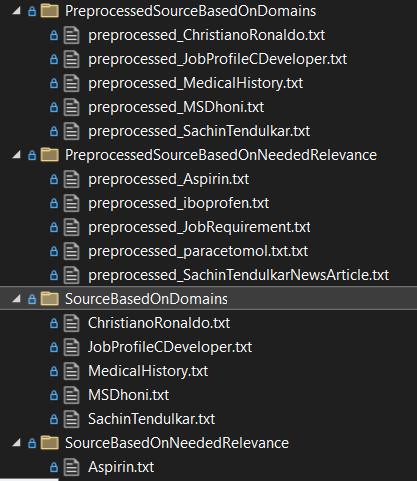 PreprocessedSourceBasedOnDomains
preprocessed_ChristianoRonaldo.txt
preprocessed_JobProfileCDeveloper.txt
preprocessed_MedicalHistory.txt
preprocessed_MSDhoni.txt
preprocessed_SachinTendulkar.txt
PreprocessedSourceBasedOnNeededRelevance
preprocessed_Aspirin.txt
preprocessed_iboprofen.txt
preprocessed_JobRequirement.txt
preprocessed_paracetomol.txt.txt
preprocessed_SachinTendulkarNewsArticle.txt
SourceBasedOnDomains
ChristianoRonaldo.txt
JobProfileCDeveloper.txt
MedicalHistory.txt
MSDhoni.txt
SachinTendulkar.txt
SourceBasedOnNeededRelevance
Aspirin.txt